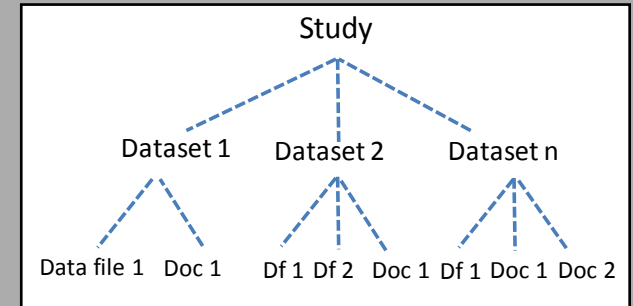 Study
Dataset 1 Dataset 2 Dataset n
Data file 1 Doc 1 Df 1 Df 2 Doc 1 Df 1 Doc 1 Doc 2